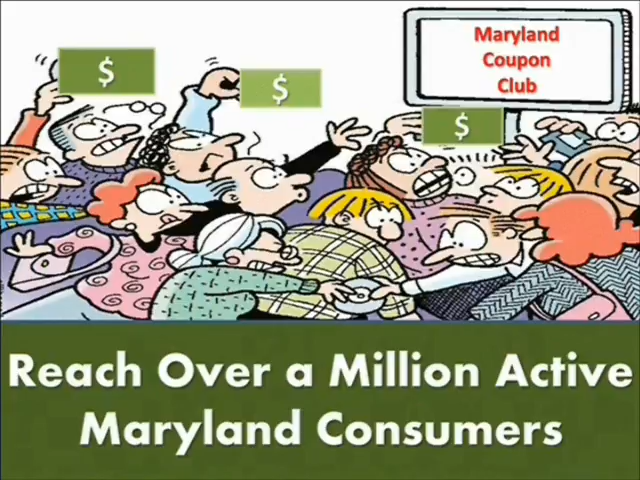 Maryland
Coupon
Club
$
$
$
Reach Over a Million Active
Maryland Consumers